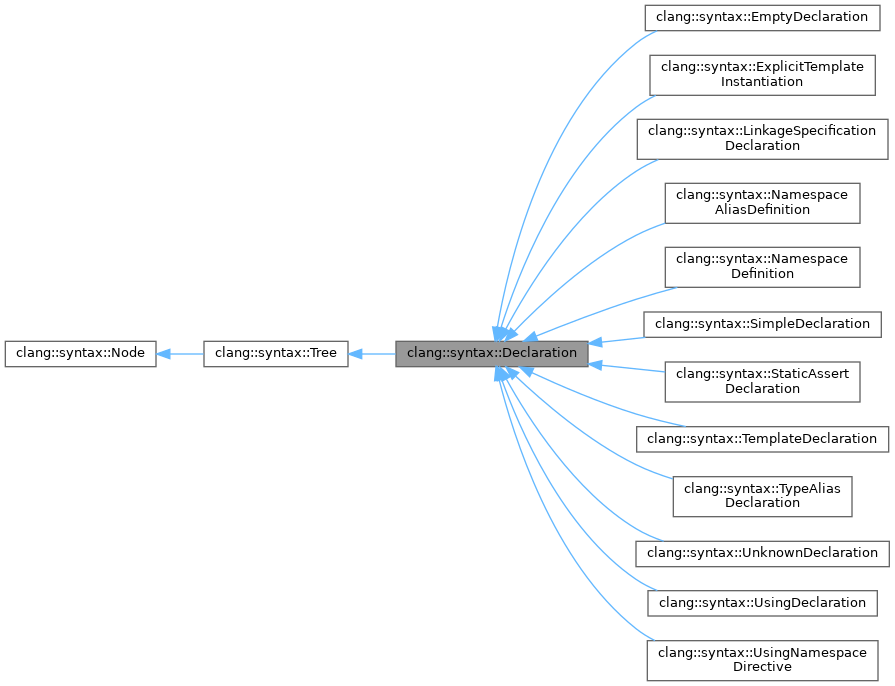 clang::syntax::EmptyDeclaration
clang::syntax::ExplicitTemplate
Instantiation
clang::syntax::LinkageSpecification
Declaration
clang::syntax::Namespace
AliasDefinition
clang::syntax::Namespace
Definition
clang::syntax::SimpleDeclaration
clang::syntax::Node
clang::syntax::Tree
clang::syntax::Declaration
clang::syntax::StaticAssert
Declaration
clang::syntax::TemplateDeclaration
clang::syntax::TypeAlias
Declaration
clang::syntax::UnknownDeclaration
clang::syntax::UsingDeclaration
clang::syntax::UsingNamespace
Directive